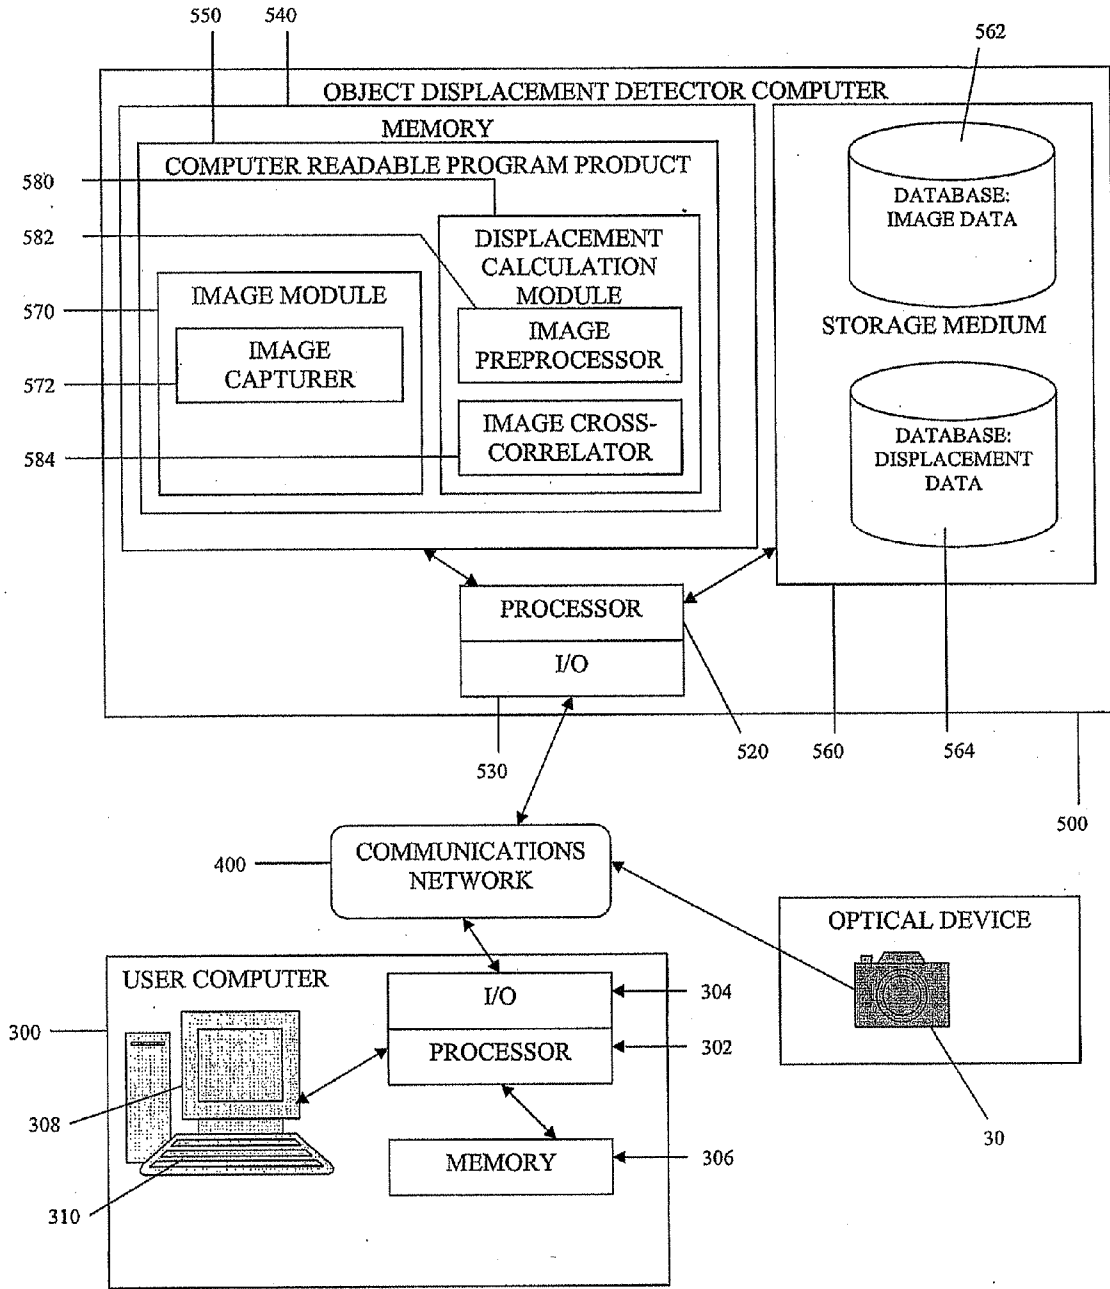 550
540
562
OBJECT DISPLACEMENT DETECTOR COMPUTER
MEMORY
COMPUTER READABLE PROGRAM PRODUCT
580
582
570
572
584
IMAGE MODULE
IMAGE
CAPTURER
DISPLACEMENT
CALCULATION
MODULE
IMAGE
PREPROCESSOR
IMAGE CROSS-
CORRELATOR
DATABASE:
IMAGE DATA
STORAGE MEDIUM
DATABASE:
DISPLACEMENT
DATA
PROCESSOR
I/O
530
520
560
564
500
400
COMMUNICATIONS
NETWORK
OPTICAL DEVICE
30
USER COMPUTER
300
308
310
I/O
304
PROCESSOR
302
MEMORY
306